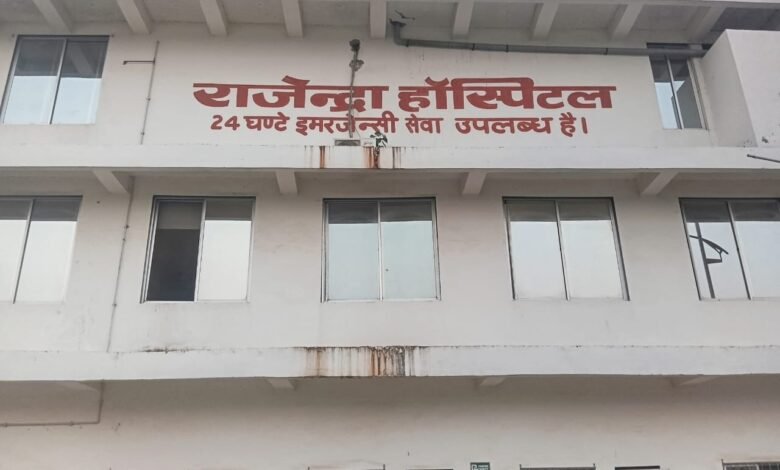 राजेन्द्रा हॉस्पिटल
24 घण्टे इमरजेन्सी सेवा उपलब्ध है।